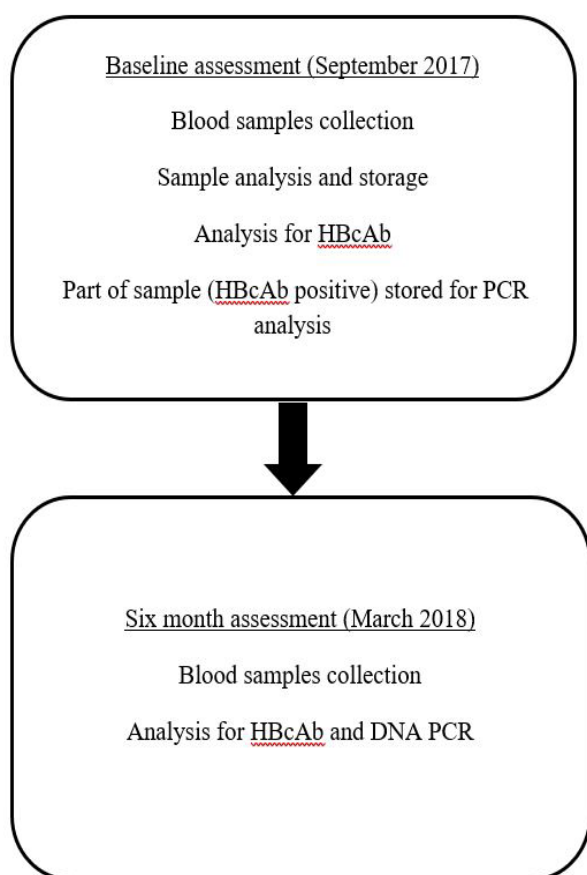 Baseline assessment (September 2017)
Blood samples collection
Sample analysis and storage
Analysis for HBcAb
Part of sample (HBcAb positive) stored for PCR
analysis
Six month assessment (March 2018)
Blood samples collection
Analysis for HBcAb and DNA PCR